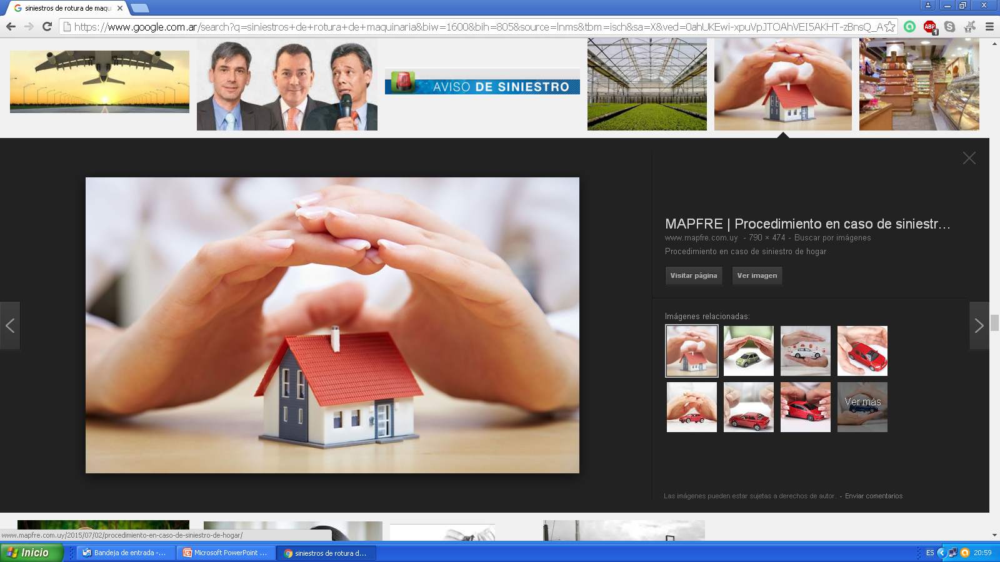 siniestros de rotura de maqui
https://www.google.com.ar/search?q=siniestros+de+rotura+de+maquinaria&biw=1600&bih=805&source=lnms&tbm=isch&sa=X&ved=0ahUKEwi-xpuVpJTOAhVEI5AKHT-zBnsQ_A
ABP
1
AVISO DE SINIESTRO
MAPFRE | Procedimiento en caso de siniestr...
www.mapfre.com.uy - 790 × 474 - Buscar por imágenes
Procedimiento en caso de siniestro de hogar
Visitar página
Ver imagen
Imágenes relacionadas:
Ver más
Las imágenes pueden estar sujetas a derechos de autor. - Enviar comentarios
www.mapfre.com.uy/2015/07/02/procedimiento-en-caso-de-siniestro-de-hogar/
Inicio
Bandeja de entrada -...
Microsoft PowerPoint ...
siniestros de rotura d...
ES
20:59